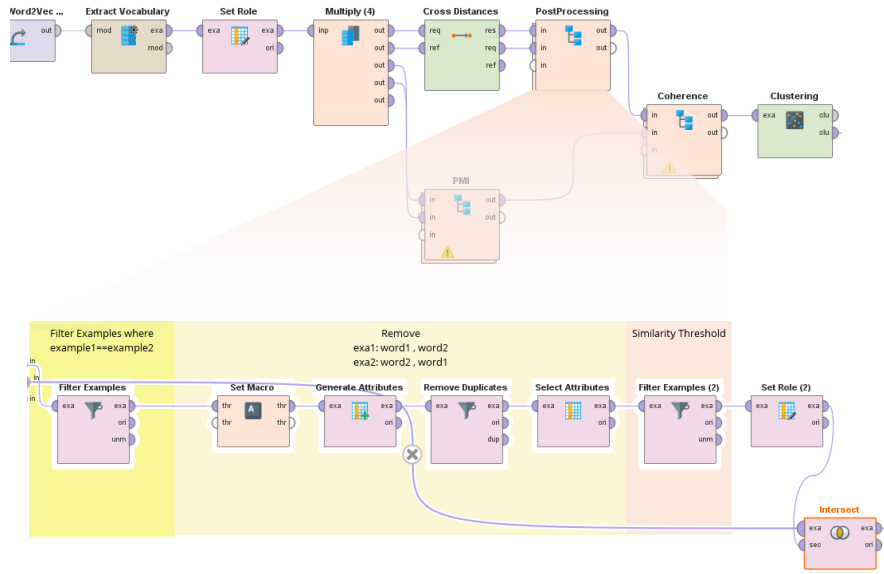 Word2Vec ...
Extract Vocabulary
Set Role
Multiply (4)
Cross Distances
PostProcessing
out
mod
exa
mod
exa
exa
ori
inp
out
out
out
out
out
req
res
ref
req
ref
in
out
in
out
in
Coherence
Clustering
in
out
in
out
in
exa
clu
clu
PMI
in
out
in
out
in
Filter Examples where
example1==example2
Remove
exa1: word1 , word2
exa2: word2 , word1
Similarity Threshold
in
in
in
Filter Examples
Set Macro
Generate Attributes
Remove Duplicates
Select Attributes
Filter Examples (2)
Set Role (2)
exa
exa
ori
unm
thr
thr
thr
thr
A
exa
exa
ori
exa
exa
ori
dup
exa
exa
ori
exa
exa
ori
unm
exa
exa
ori
Intersect
exa
exa
sec
ori